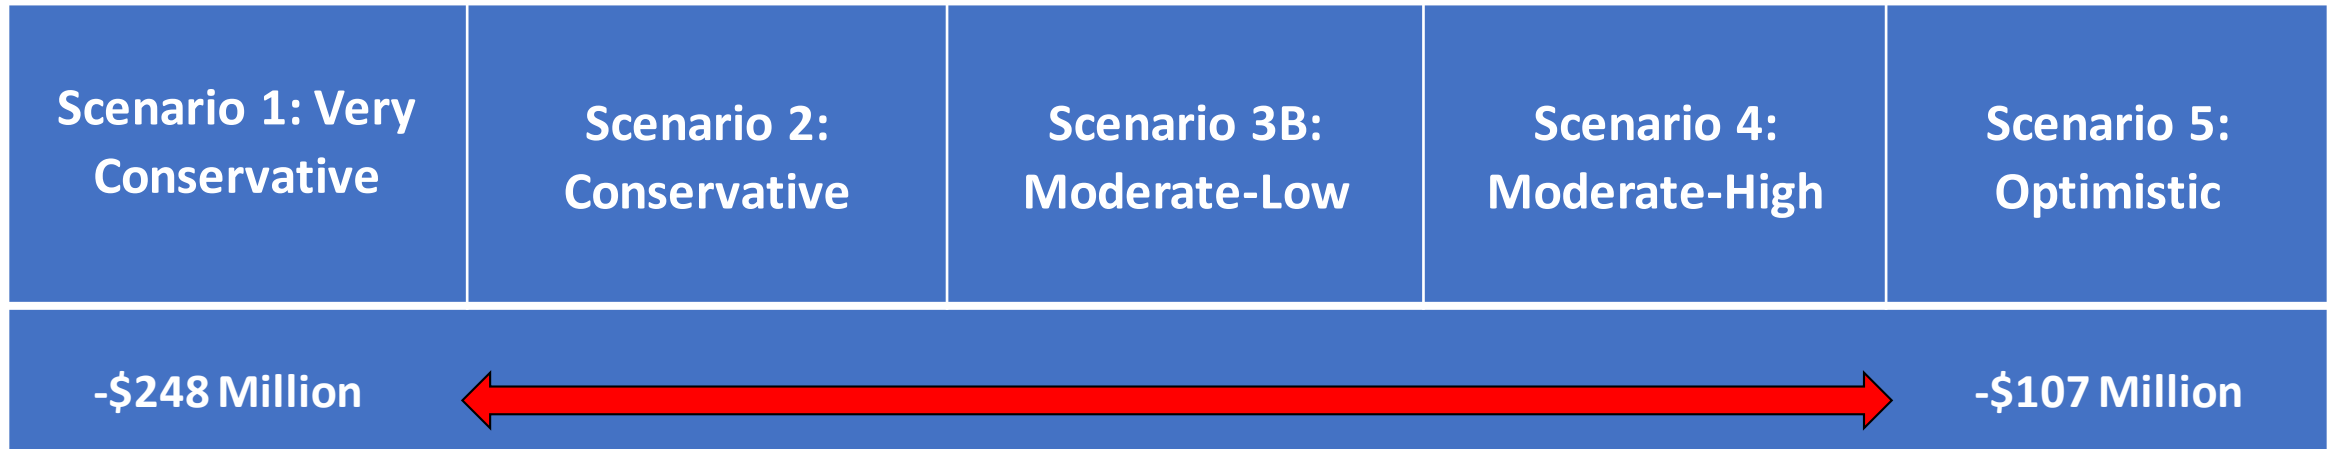 Scenario 1: Very
Conservative
Scenario 2:
Conservative
Scenario 3B:
Moderate-Low
Scenario 4:
Moderate-High
Scenario 5:
Optimistic
-$248 Million
-$107 Million